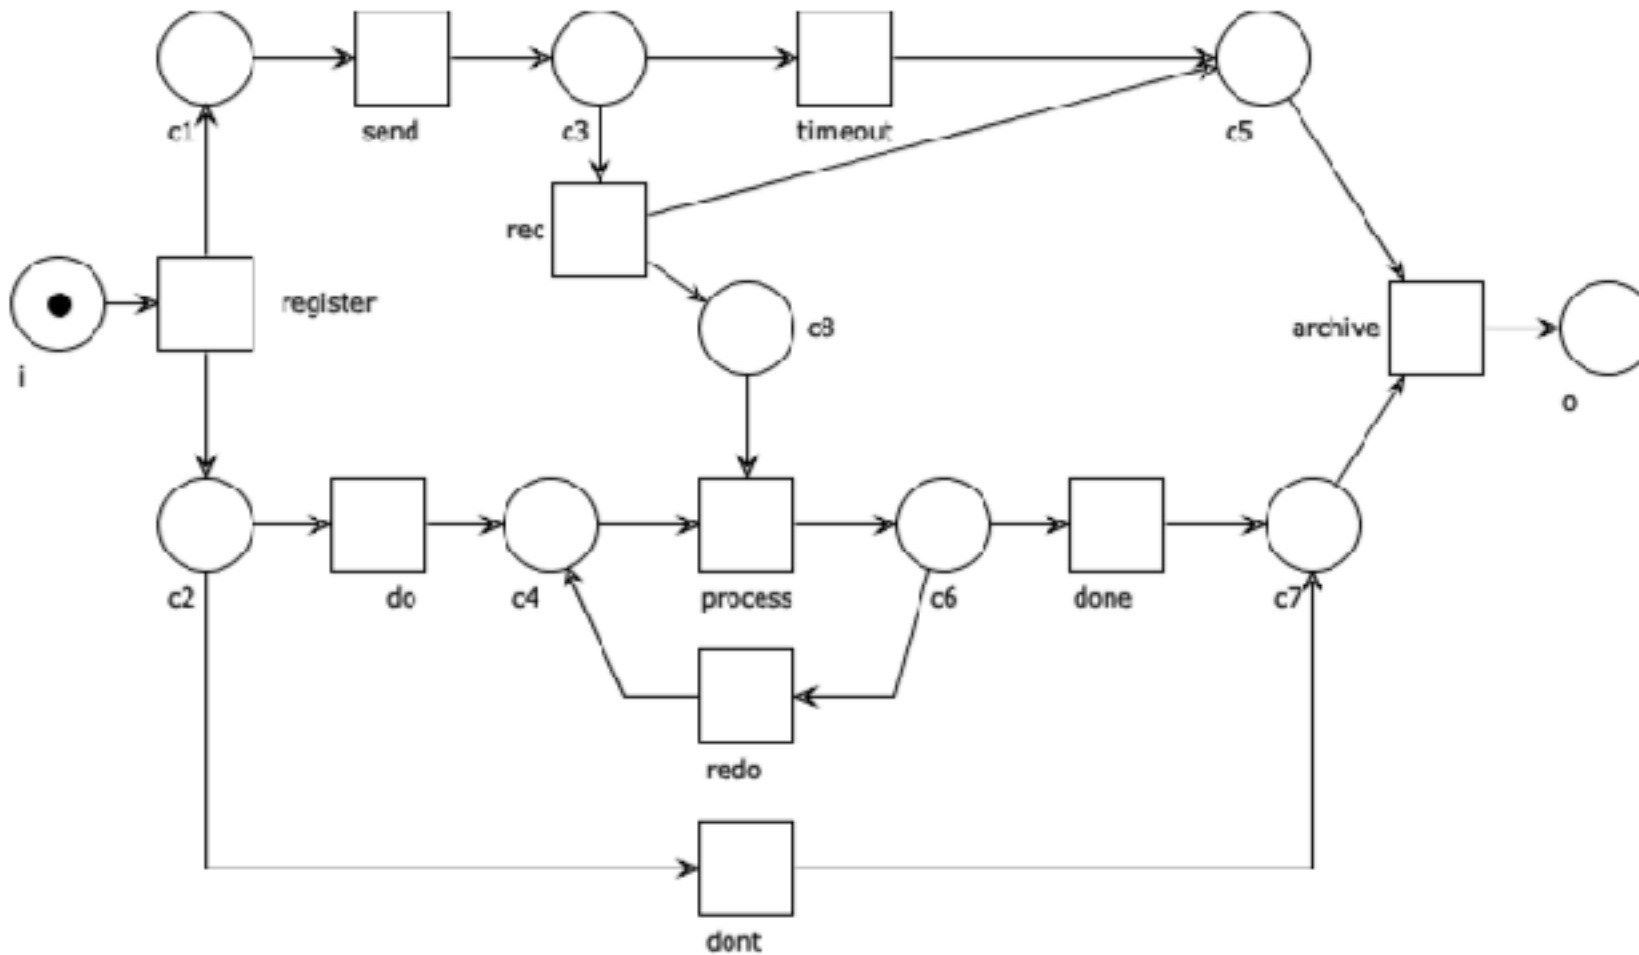 c1
send
c3
timeout
c5
rec
register
c8
archive
i
o
c2
do
c4
process
c6
done
c7
redo
dont